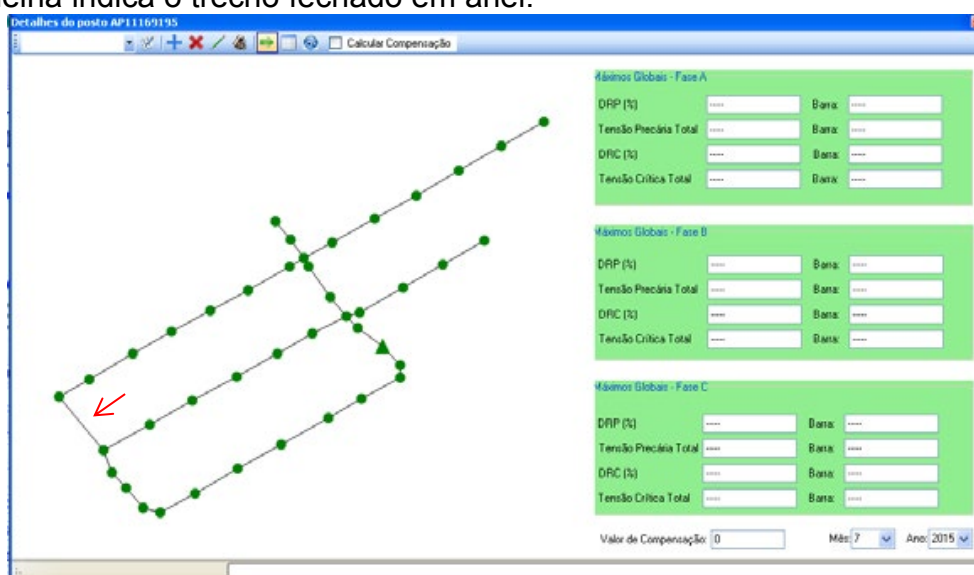 elha indica o trecho fechado em anel.
Detalhes do posto AP11169195
Calcular Compensação
Máximos Globais - Fase A
DRP (%) ---- Barra: ----
Tensão Precária Total ---- Barra: ----
DRC (%) ---- Barra: ----
Tensão Crítica Total ---- Barra: ----
Máximos Globais - Fase B
DRP (%) ---- Barra: ----
Tensão Precária Total ---- Barra: ----
DRC (%) ---- Barra: ----
Tensão Crítica Total ---- Barra: ----
Máximos Globais - Fase C
DRP (%) ---- Barra: ----
Tensão Precária Total ---- Barra: ----
DRC (%) ---- Barra: ----
Tensão Crítica Total ---- Barra: ----
Valor de Compensação: 0 Mês: 7 Ano: 2015